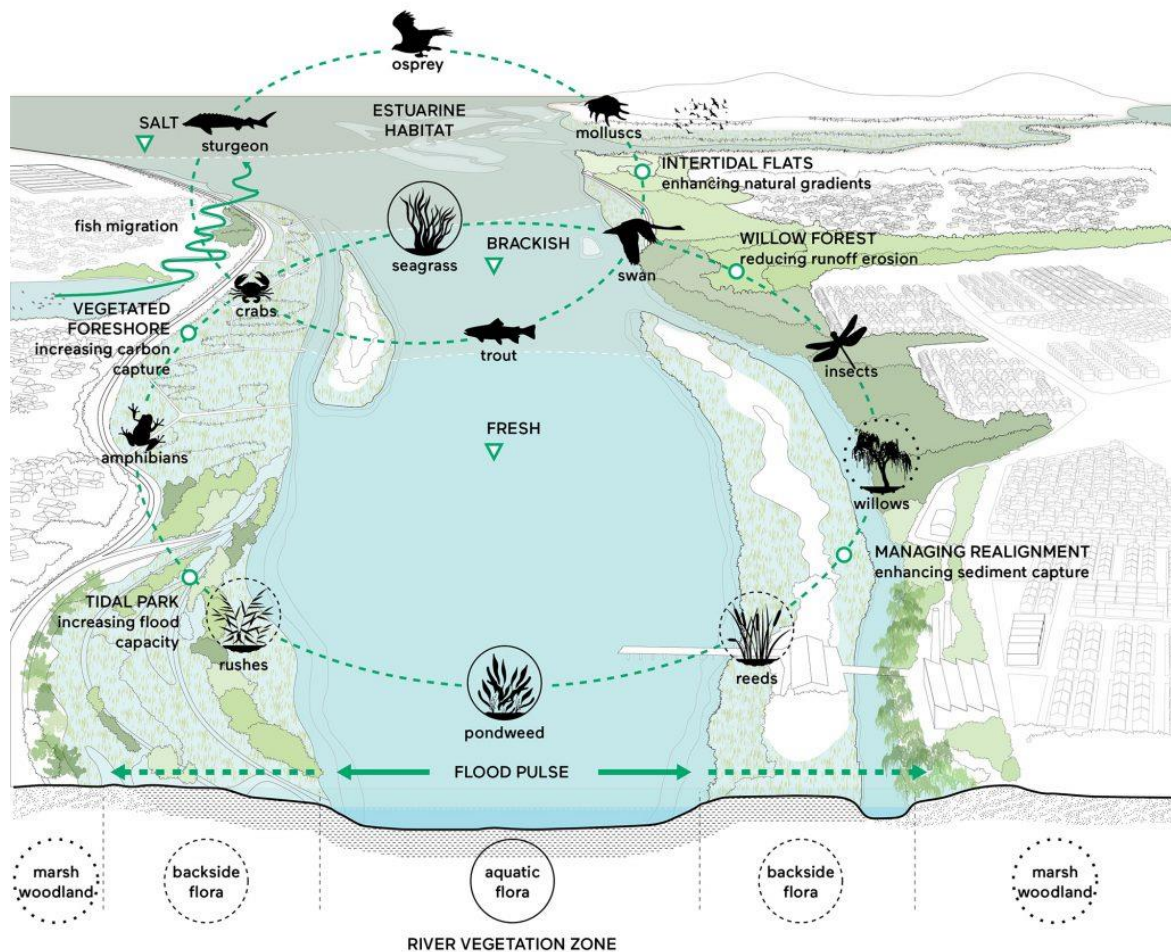 osprey
SALT
sturgeon
ESTUARINE
HABITAT
molluscs
INTERTIDAL FLATS
enhancing natural gradients
fish migration
seagrass
BRACKISH
swan
WILLOW FOREST
reducing runoff erosion
crabs
VEGETATED
FORESHORE
increasing carbon
capture
trout
insects
FRESH
amphibians
willows
MANAGING REALIGNMENT
enhancing sediment capture
TIDAL PARK
increasing flood
capacity
rushes
reeds
pondweed
FLOOD PULSE
marsh
woodland
backside
flora
aquatic
flora
backside
flora
marsh
woodland
RIVER VEGETATION ZONE